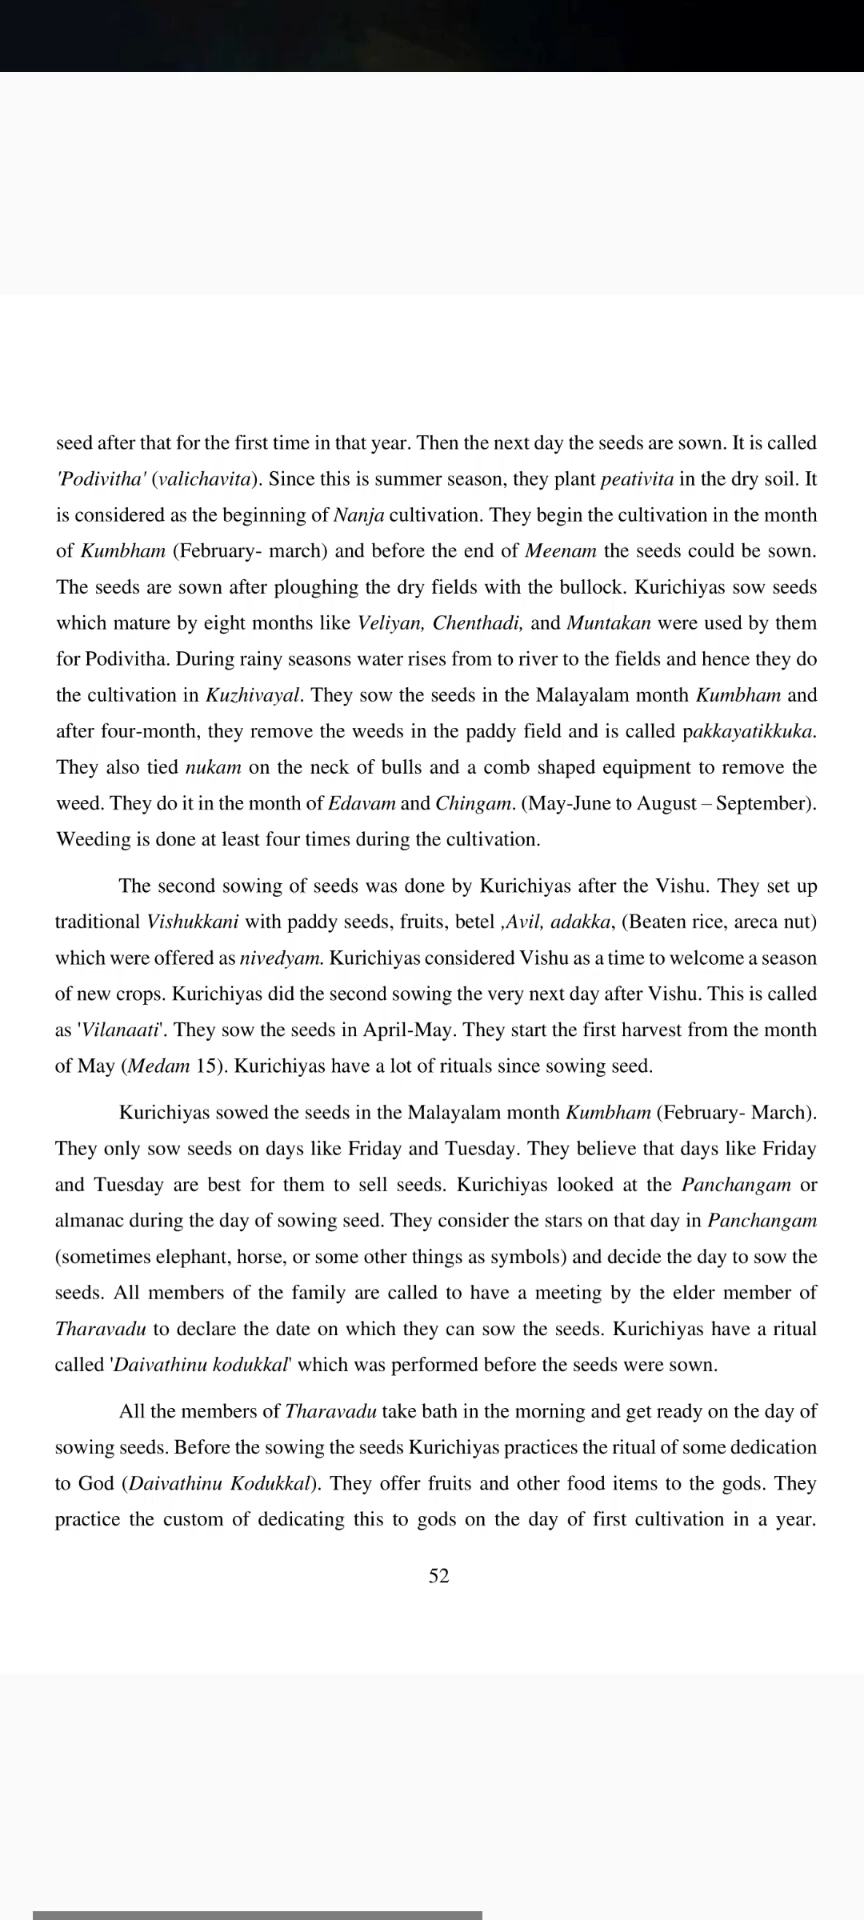 seed after that for the first time in that year. Then the next day the seeds are sown. It is called
'Podivitha' (valichavita). Since this is summer season, they plant peativita in the dry soil. It
is considered as the beginning of Nanja cultivation. They begin the cultivation in the month
of Kumbham (February- march) and before the end of Meenam the seeds could be sown.
The seeds are sown after ploughing the dry fields with the bullock. Kurichiyas sow seeds
which mature by eight months like Veliyan, Chenthadi, and Muntakan were used by them
for Podivitha. During rainy seasons water rises from to river to the fields and hence they do
the cultivation in Kuzhivayal. They sow the seeds in the Malayalam month Kumbham and
after four-month, they remove the weeds in the paddy field and is called pakkayatikkuka.
They also tied nukam on the neck of bulls and a comb shaped equipment to remove the
weed. They do it in the month of Edavam and Chingam. (May-June to August – September).
Weeding is done at least four times during the cultivation.
The second sowing of seeds was done by Kurichiyas after the Vishu. They set up
traditional Vishukkani with paddy seeds, fruits, betel ,Avil, adakka, (Beaten rice, areca nut)
which were offered as nivedyam. Kurichiyas considered Vishu as a time to welcome a season
of new crops. Kurichiyas did the second sowing the very next day after Vishu. This is called
as 'Vilanaati'. They sow the seeds in April-May. They start the first harvest from the month
of May (Medam 15). Kurichiyas have a lot of rituals since sowing seed.
Kurichiyas sowed the seeds in the Malayalam month Kumbham (February- March).
They only sow seeds on days like Friday and Tuesday. They believe that days like Friday
and Tuesday are best for them to sell seeds. Kurichiyas looked at the Panchangam or
almanac during the day of sowing seed. They consider the stars on that day in Panchangam
(sometimes elephant, horse, or some other things as symbols) and decide the day to sow the
seeds. All members of the family are called to have a meeting by the elder member of
Tharavadu to declare the date on which they can sow the seeds. Kurichiyas have a ritual
called 'Daivathinu kodukkal' which was performed before the seeds were sown.
All the members of Tharavadu take bath in the morning and get ready on the day of
sowing seeds. Before the sowing the seeds Kurichiyas practices the ritual of some dedication
to God (Daivathinu Kodukkal). They offer fruits and other food items to the gods. They
practice the custom of dedicating this to gods on the day of first cultivation in a year.
52